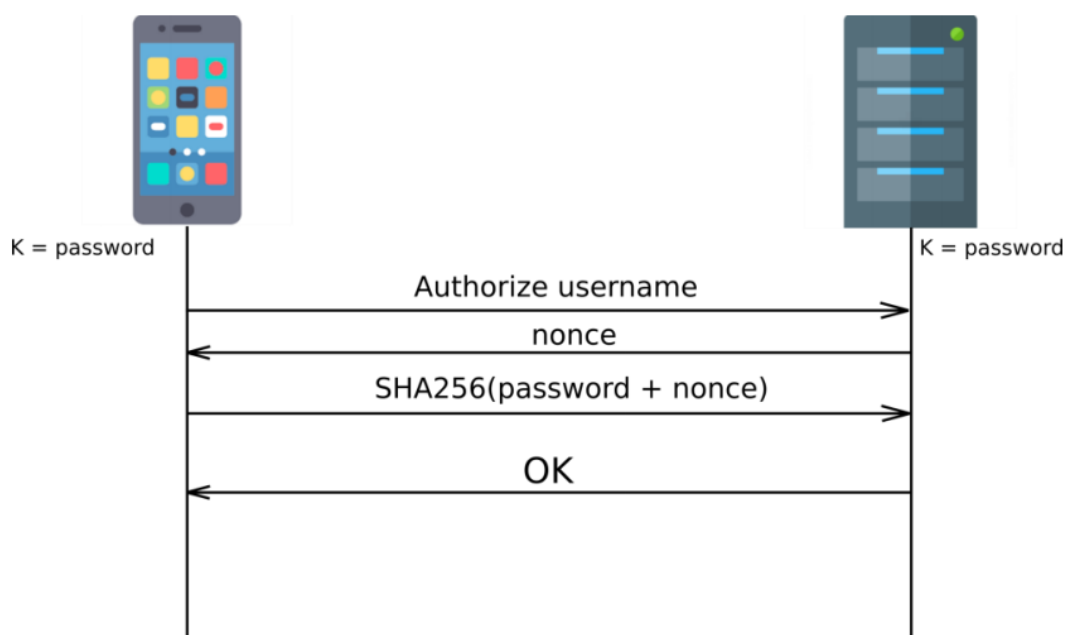 K = password
K = password
Authorize username
nonce
SHA256(password + nonce)
OK